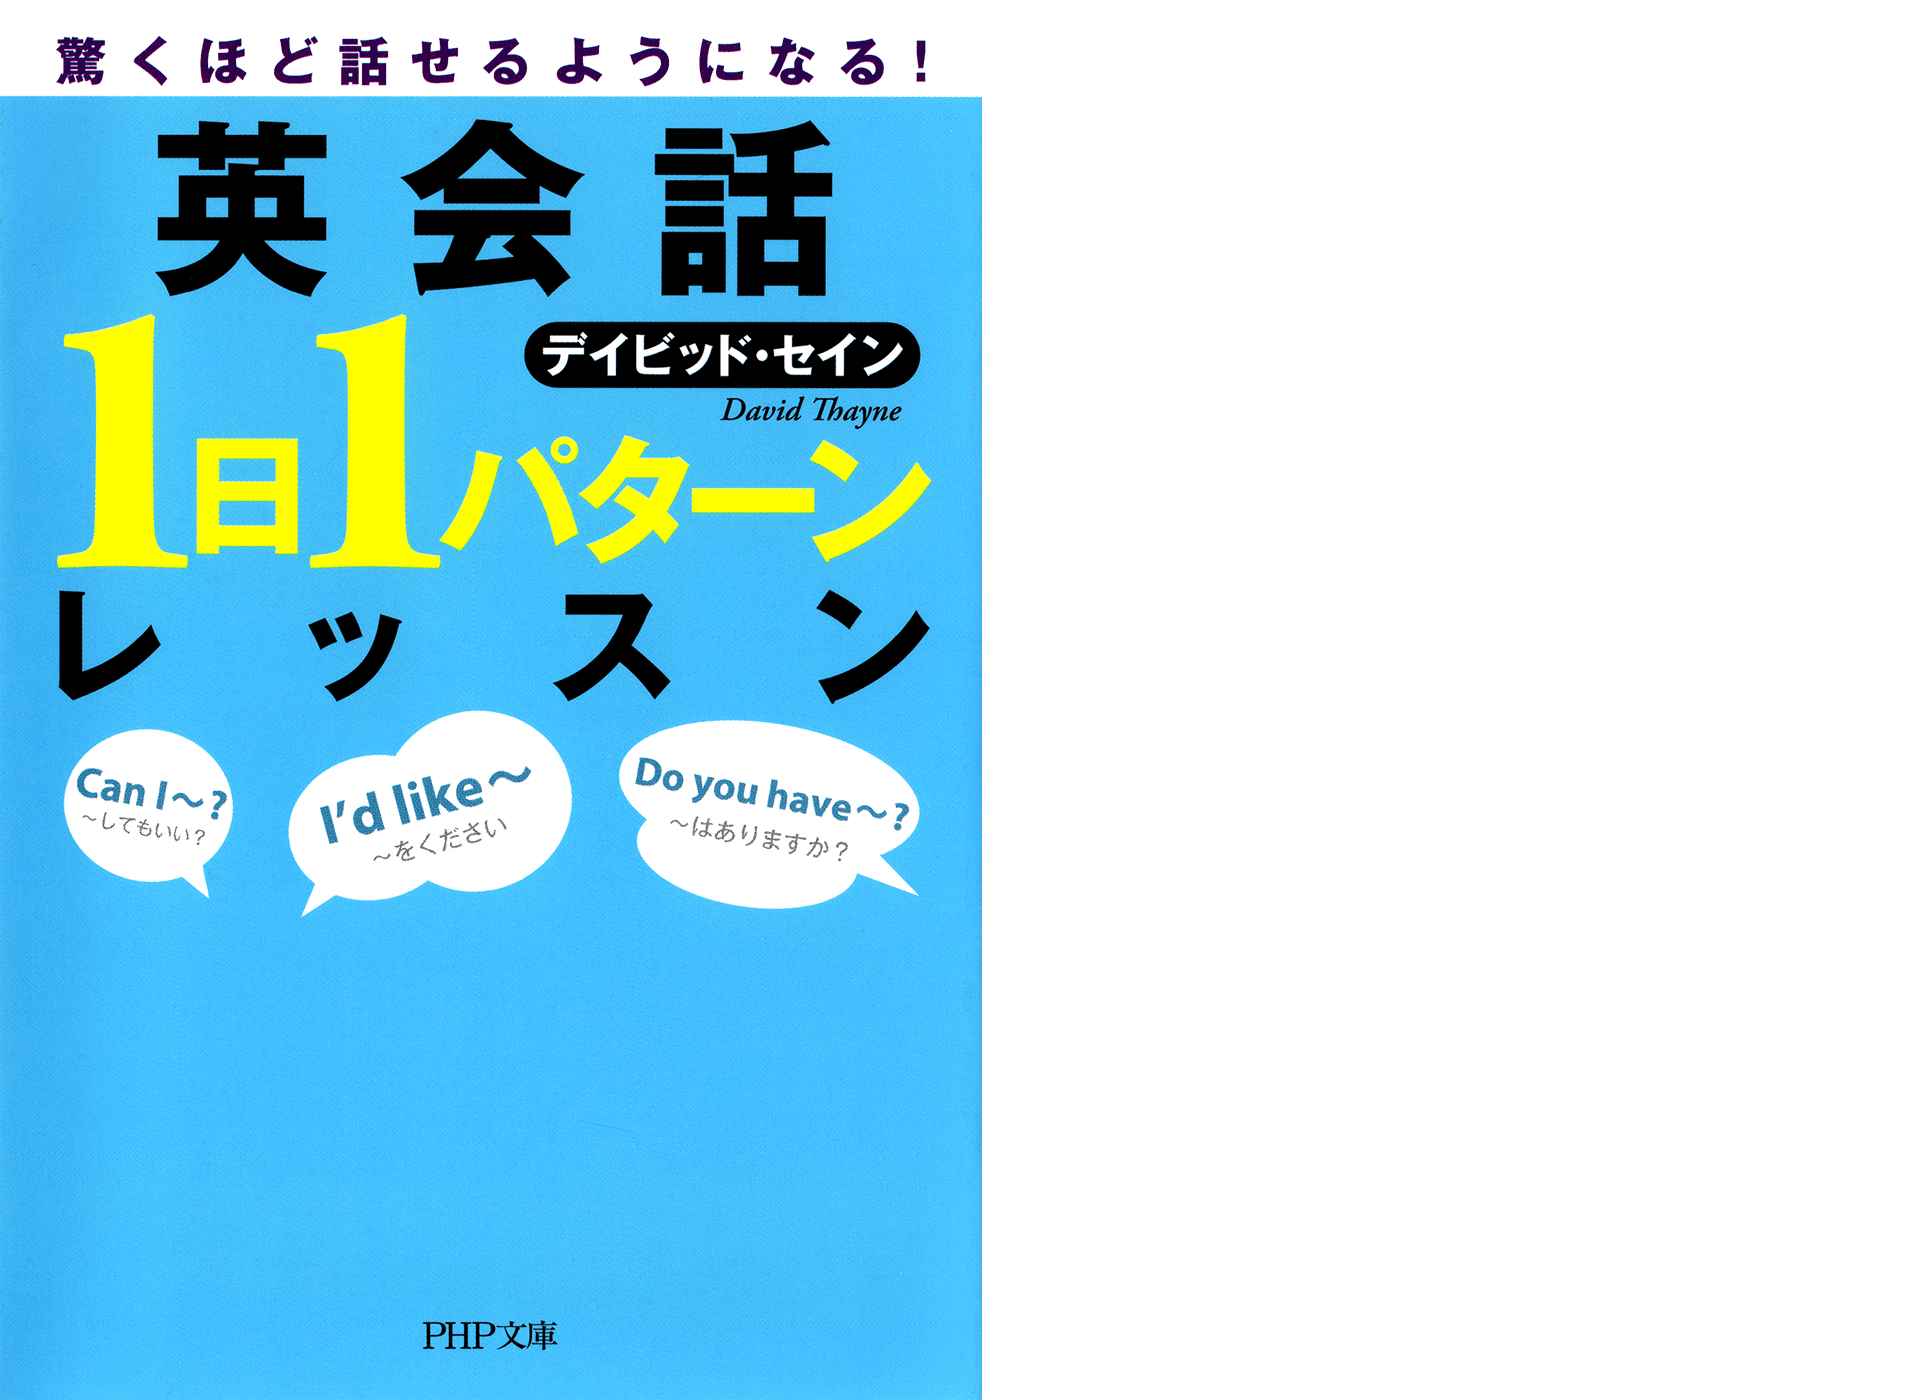 驚くほど話せるようになる!
英会話
デイビッド・セイン
David Thayne
1日1パターン
レッスン
Can I～?
～してもいい?
I'd like～
～をください
Do you have～?
～はありますか?
PHP文庫